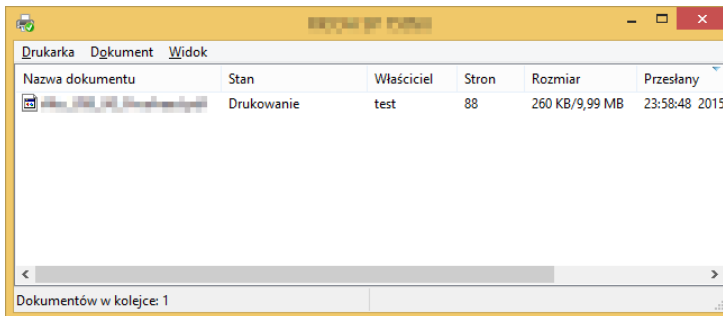 Drukarka Dokument Widok
Nazwa dokumentu Stan Właściciel Stron Rozmiar Przesłany
Drukowanie test 88 260 KB/9,99 MB 23:58:48 2015
Dokumentów w kolejce: 1